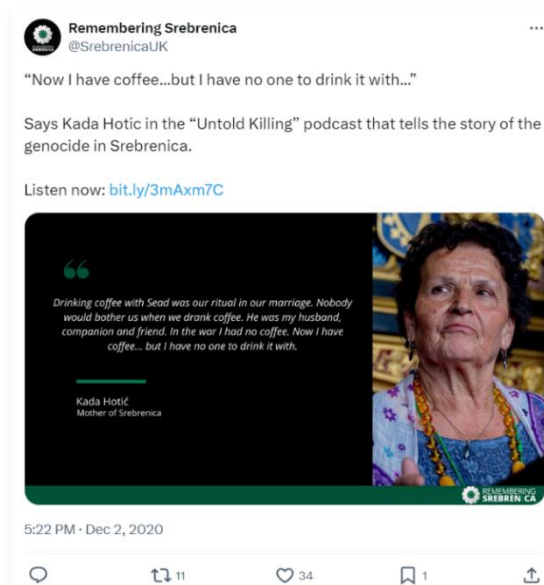 Remembering Srebrenica
@SrebrenicaUK
“Now I have coffee...but I have no one to drink it with...”
Says Kada Hotic in the “Untold Killing” podcast that tells the story of the
genocide in Srebrenica.
Listen now: bit.ly/3mAxm7C
Drinking coffee with Sead was our ritual in our marriage. Nobody
would bother us when we drank coffee. He was my husband,
companion and friend. In the war I had no coffee. Now I have
coffee... but I have no one to drink it with.
Kada Hotić
Mother of Srebrenica
REMEMBERING
SREBREN CA
5:22 PM · Dec 2, 2020
11
34
1